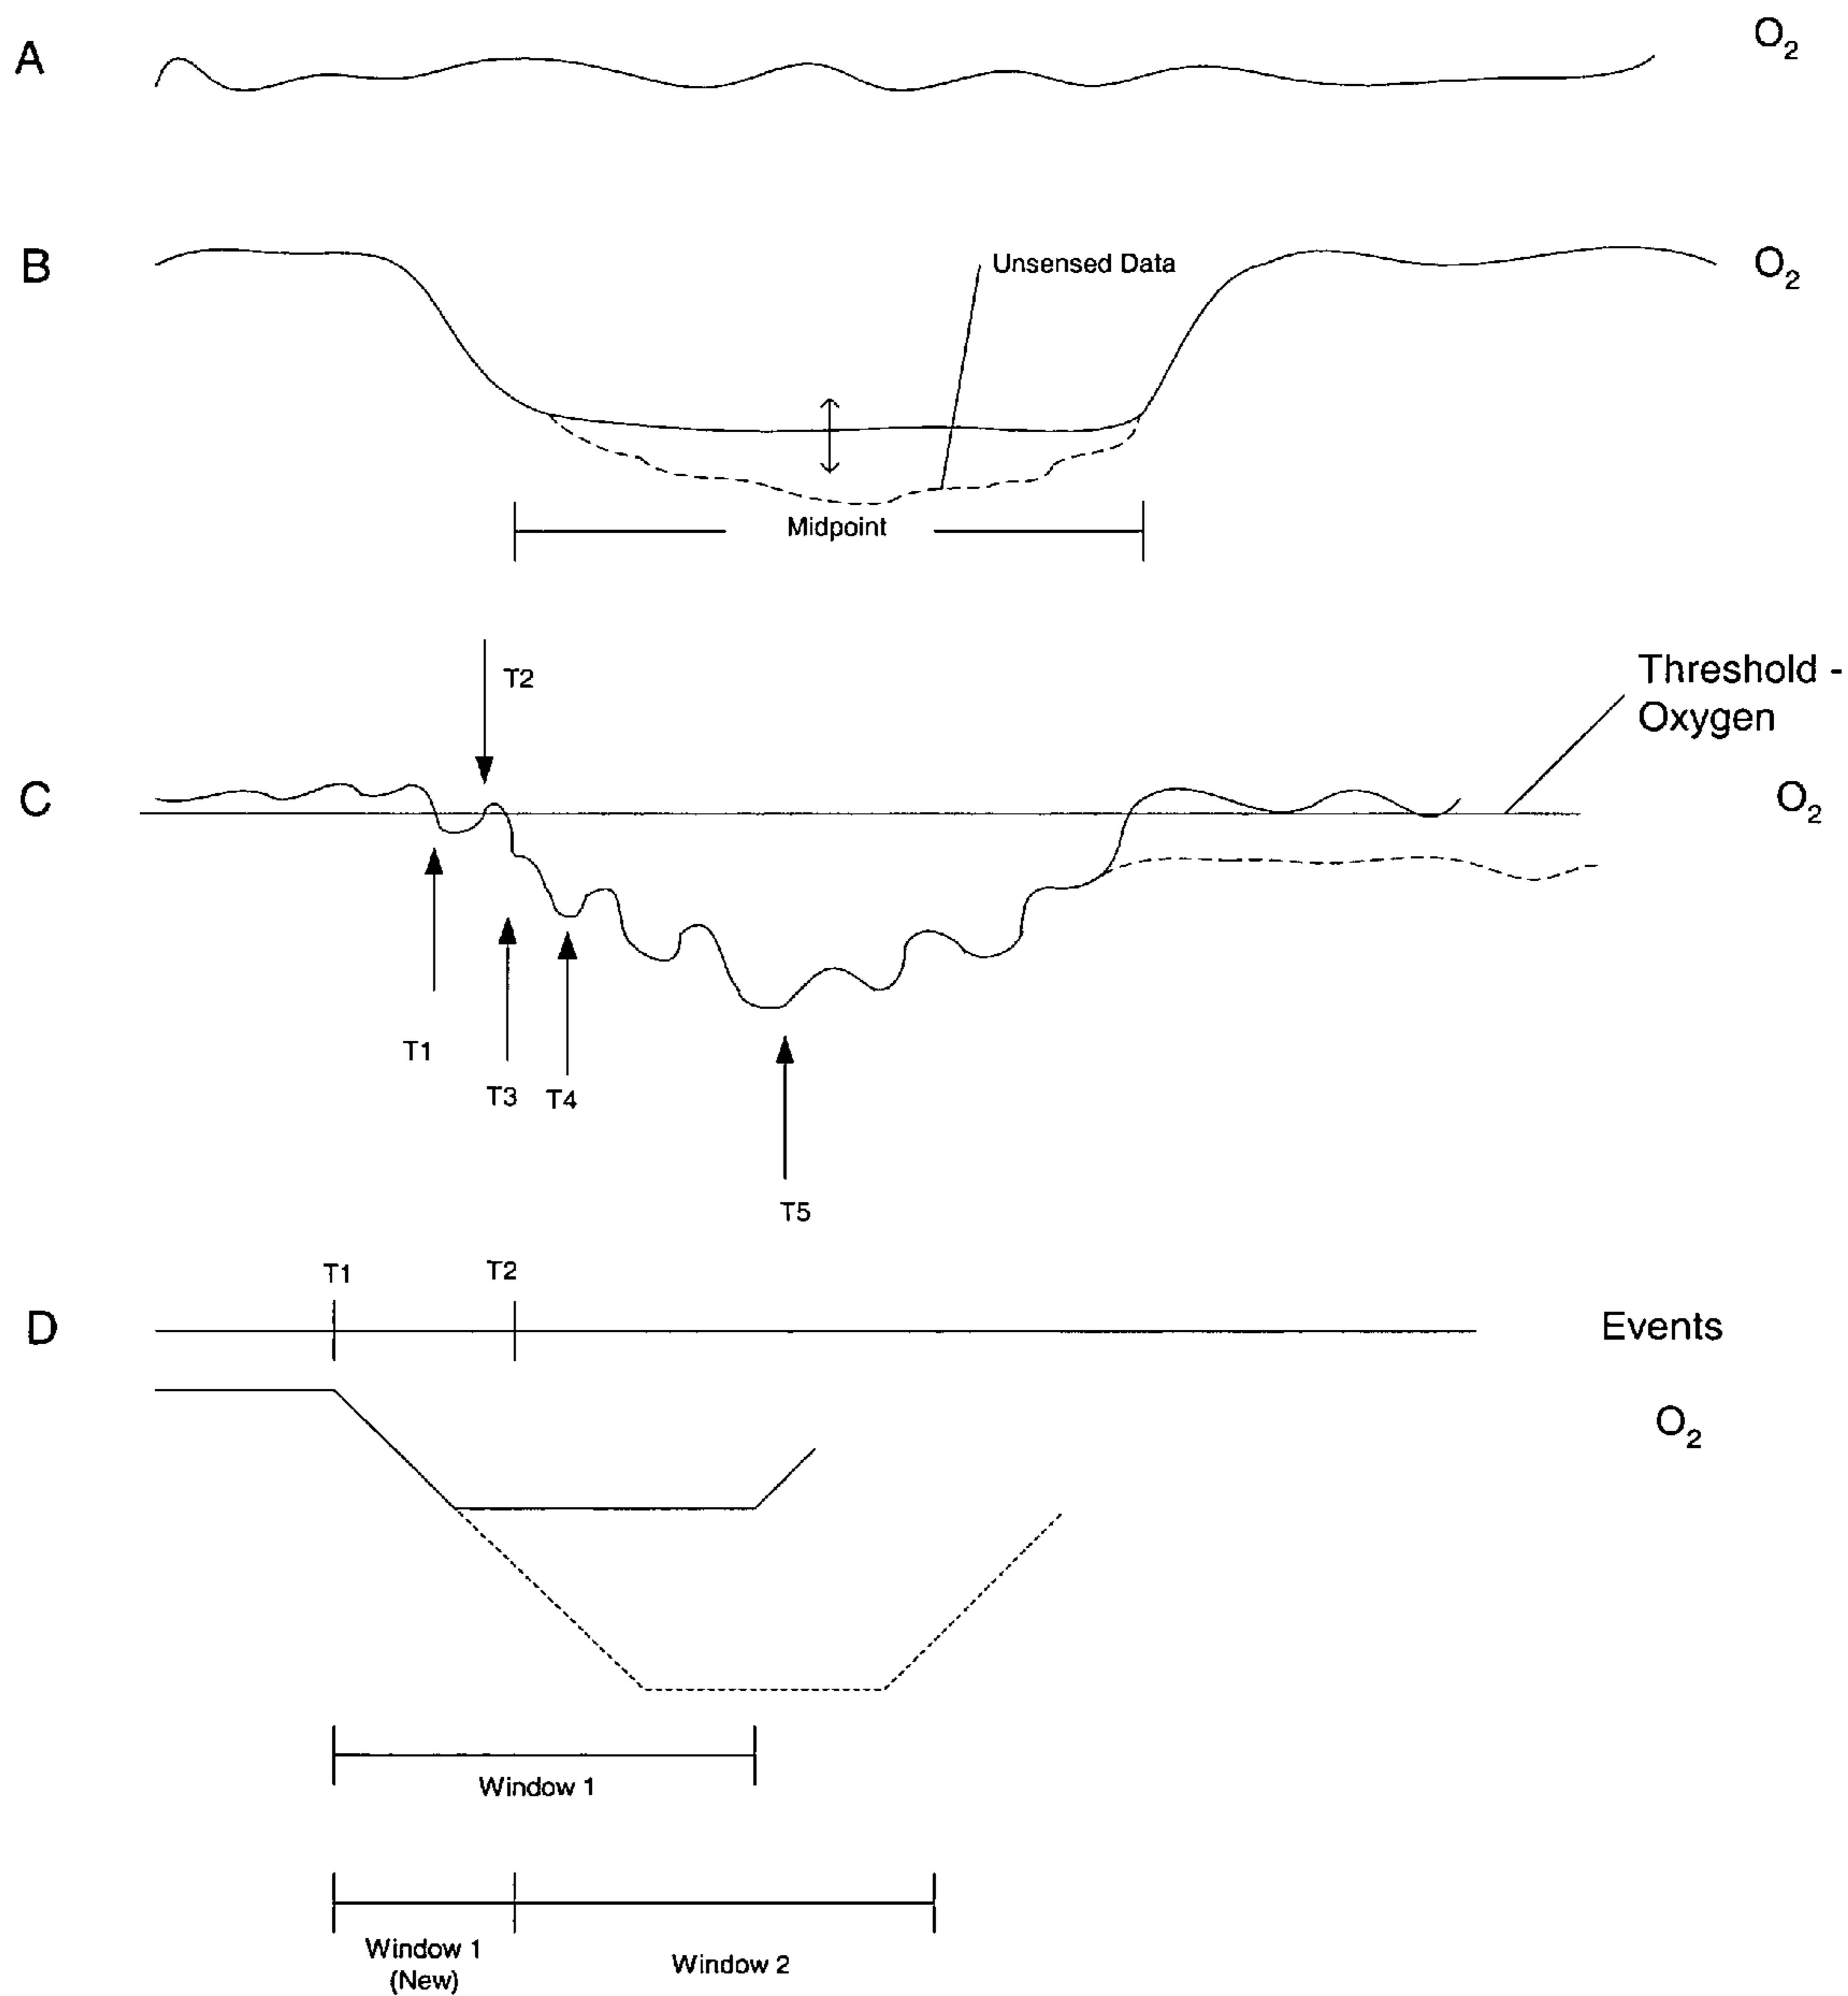 A
O2
B
Unsensed Data
O2
Midpoint
T2
Threshold -
Oxygen
C
O2
T1
T3
T4
T5
T1
T2
D
Events
O2
Window 1
Window 1
(New)
Window 2